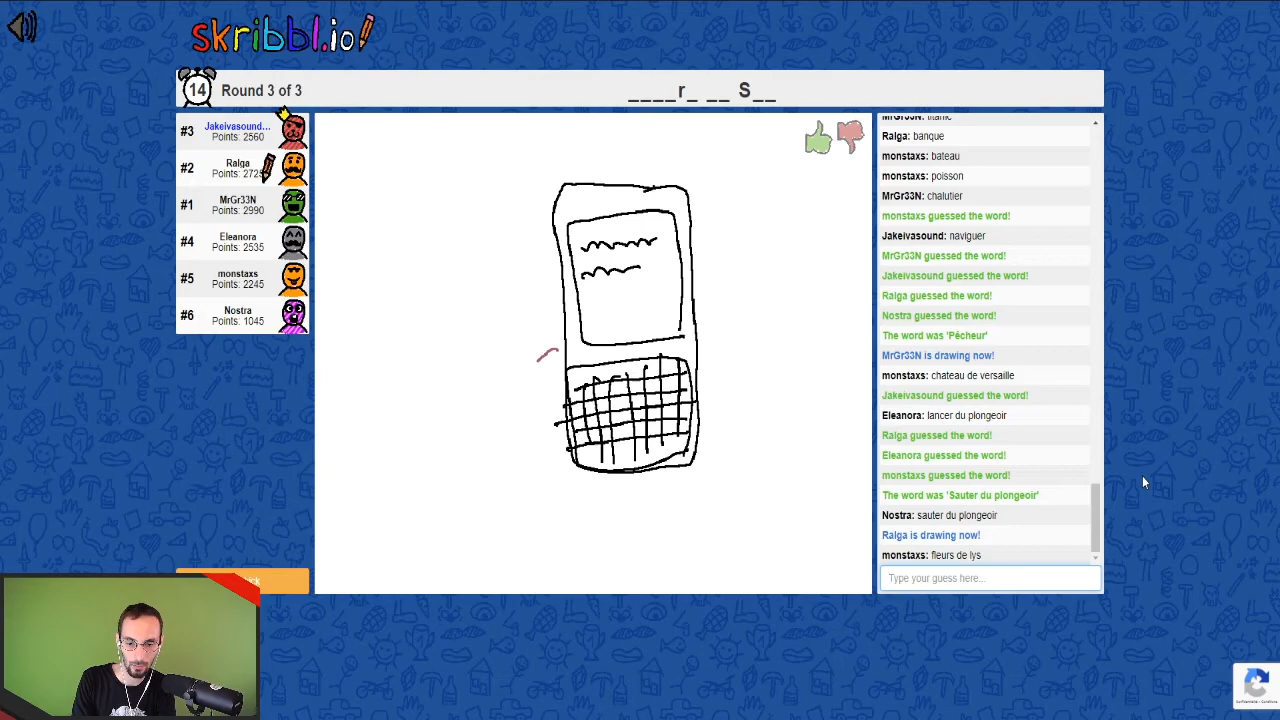 skribbl.io
14
Round 3 of 3
____r_ __ S__
#3 Jakeivasound...
Points: 2560
#2 Ralga
Points: 2725
#1 MrGr33N
Points: 2990
#4 Eleanora
Points: 2535
#5 monstaxs
Points: 2245
#6 Nostra
Points: 1045
MrGr33N: titanic
Ralga: banque
monstaxs: bateau
monstaxs: poisson
MrGr33N: chalutier
monstaxs guessed the word!
Jakeivasound: naviguer
MrGr33N guessed the word!
Jakeivasound guessed the word!
Ralga guessed the word!
Nostra guessed the word!
The word was 'Pêcheur'
MrGr33N is drawing now!
monstaxs: chateau de versaille
Jakeivasound guessed the word!
Eleanora: lancer du plongeoir
Ralga guessed the word!
Eleanora guessed the word!
monstaxs guessed the word!
The word was 'Sauter du plongeoir'
Nostra: sauter du plongeoir
Ralga is drawing now!
monstaxs: fleurs de lys
Type your guess here...